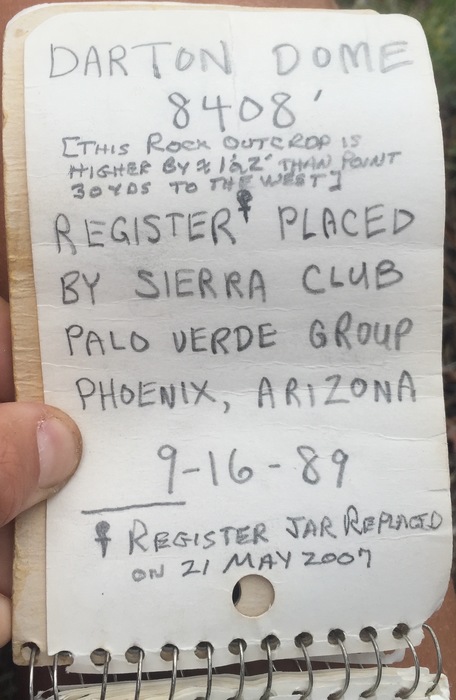 DARTON DOME
8408'
[THIS ROCK OUTCROP IS
HIGHER BY ≈ 1½-2' THAN POINT
30 YDS TO THE WEST]
REGISTER PLACED
BY SIERRA CLUB
PALO VERDE GROUP
PHOENIX, ARIZONA
9-16-89
REGISTER JAR REPLACED
ON 21 MAY 2007